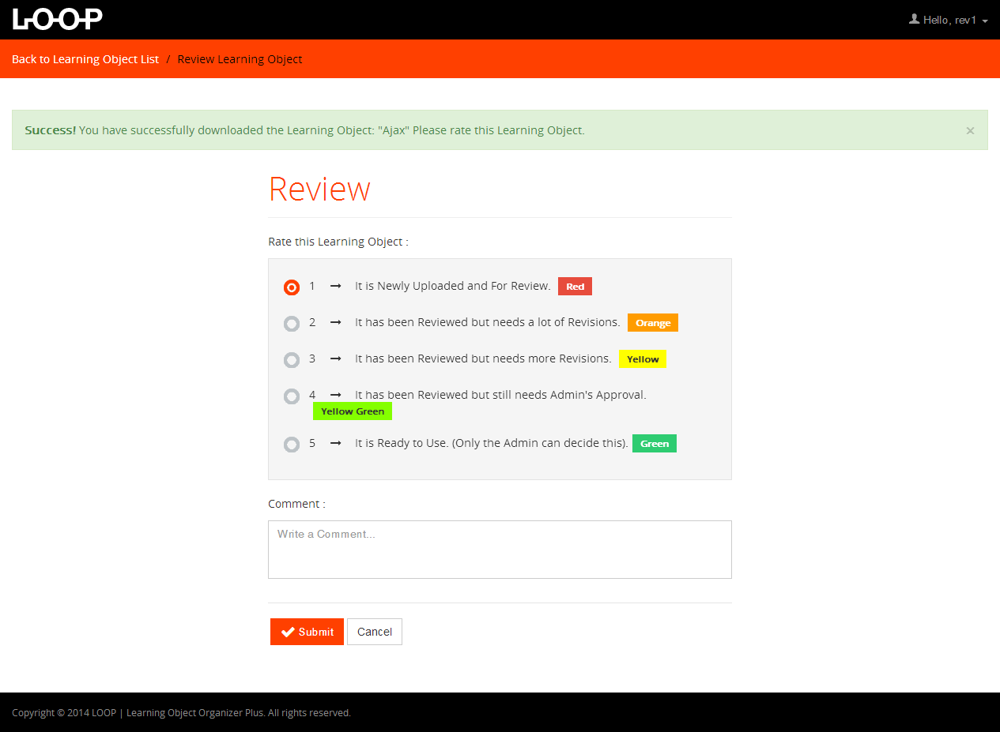 LOOP
Hello, rev1
Back to Learning Object List / Review Learning Object
Success! You have successfully downloaded the Learning Object: "Ajax" Please rate this Learning Object. ×
Review
Rate this Learning Object :
1 → It is Newly Uploaded and For Review. Red
2 → It has been Reviewed but needs a lot of Revisions. Orange
3 → It has been Reviewed but needs more Revisions. Yellow
4 → It has been Reviewed but still needs Admin's Approval.
Yellow Green
5 → It is Ready to Use. (Only the Admin can decide this). Green
Comment :
Write a Comment...
Submit Cancel
Copyright © 2014 LOOP | Learning Object Organizer Plus. All rights reserved.